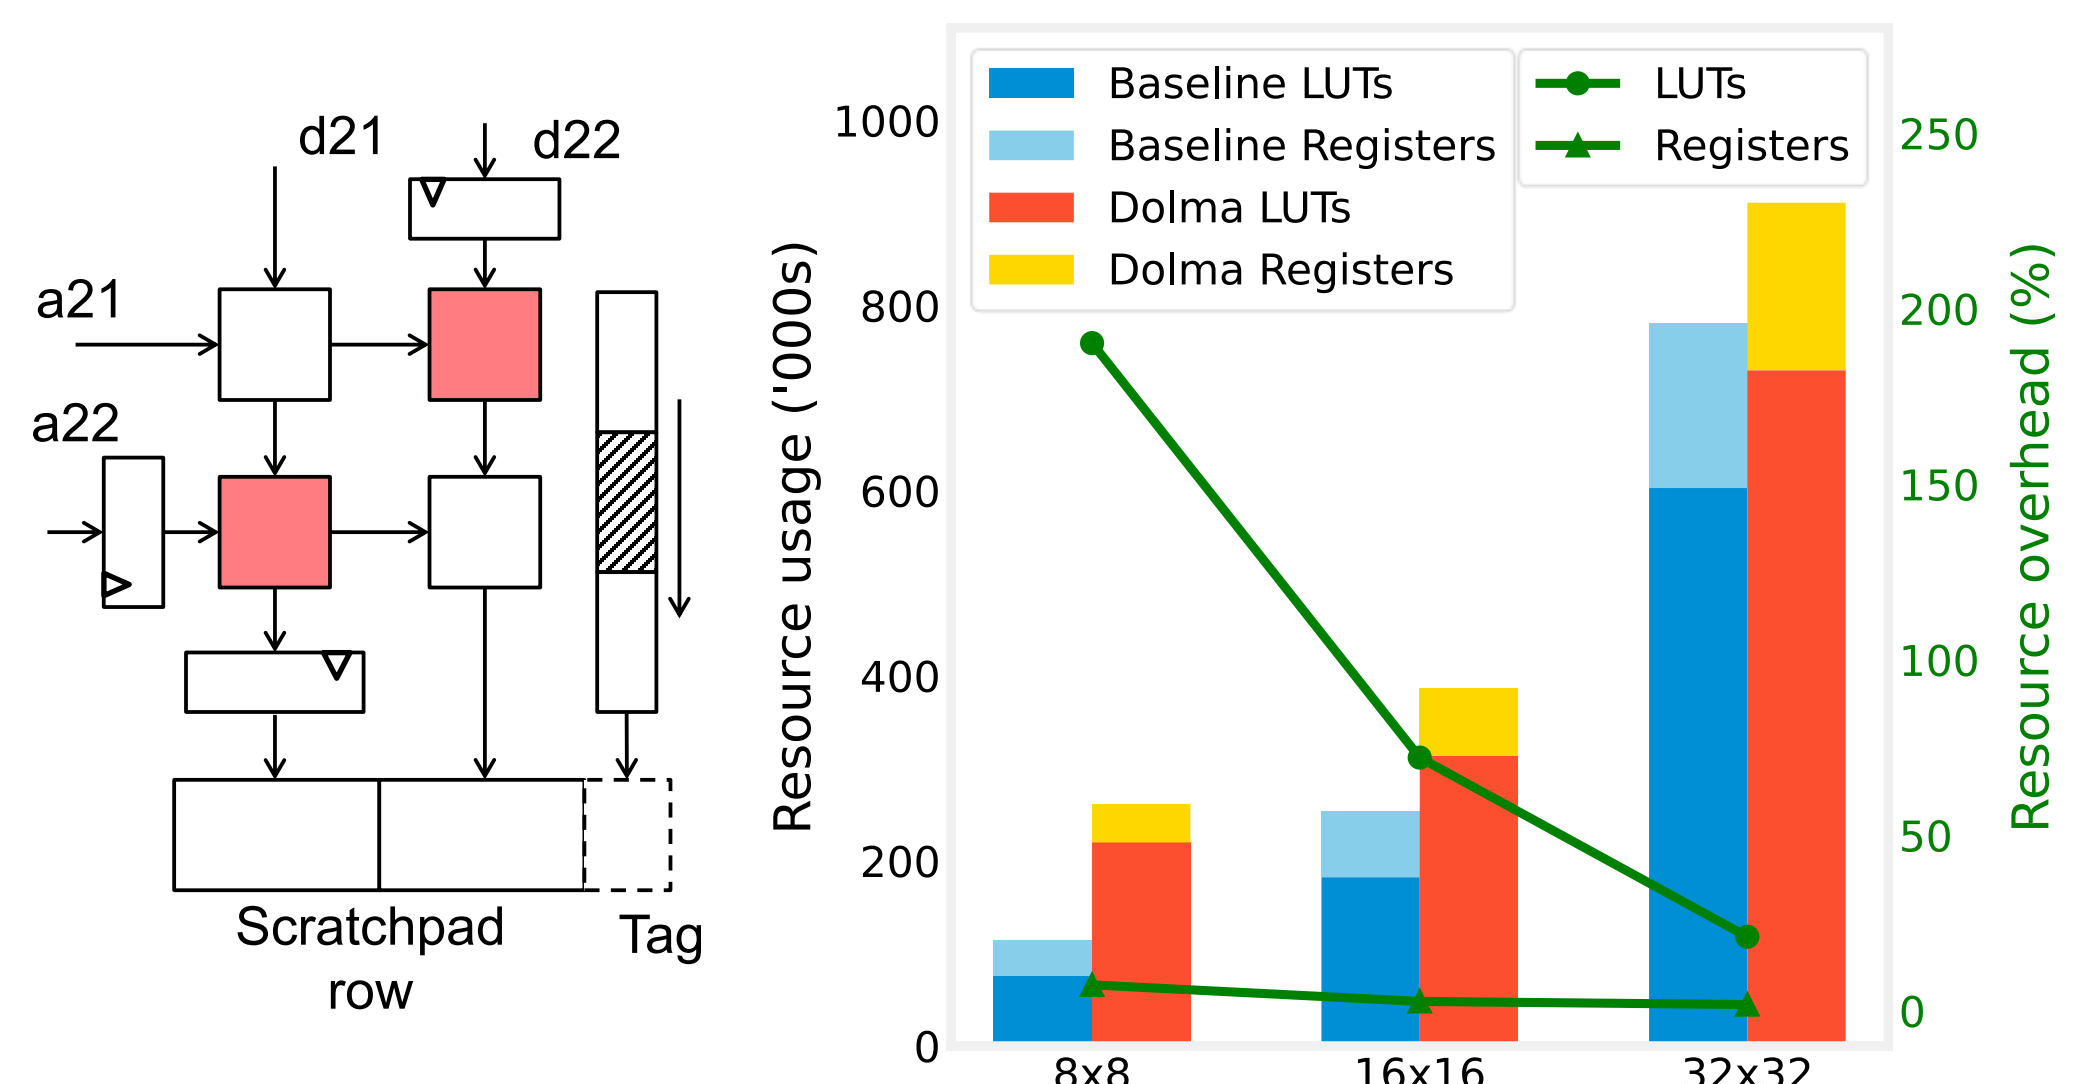 d21
d22
a21
a22
Scratchpad
row
Tag
Resource usage ('000s)
1000
800
600
400
200
0
Baseline LUTs
Baseline Registers
Dolma LUTs
Dolma Registers
LUTs
Registers
250
200
150
100
50
0
Resource overhead (%)
8x8
16x16
32x32